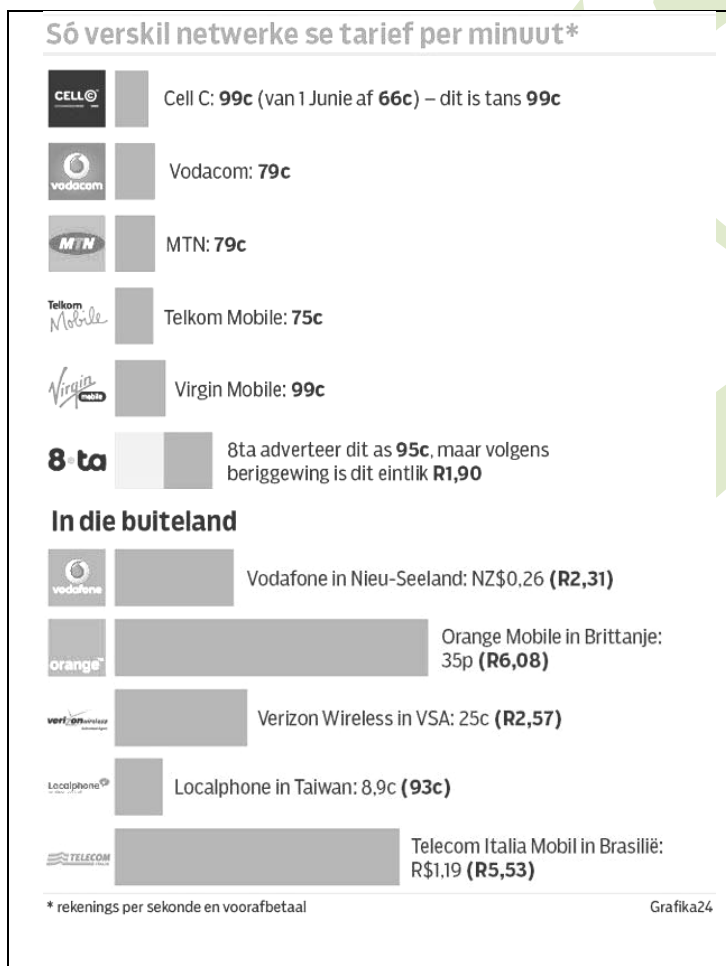 Só verskil netwerke se tarief per minuut*
CELL C
Cell C: 99c (van 1 Junie af 66c) – dit is tans 99c
vodacom
Vodacom: 79c
MTN
MTN: 79c
Telkom
Mobile
Telkom Mobile: 75c
Virgin
mobile
Virgin Mobile: 99c
8ta
8ta adverteer dit as 95c, maar volgens
beriggewing is dit eintlik R1,90
In die buiteland
vodafone
Vodafone in Nieu-Seeland: NZ$0,26 (R2,31)
orange™
Orange Mobile in Brittanje:
35p (R6,08)
verizonwireless
Verizon Wireless in VSA: 25c (R2,57)
Localphone
Localphone in Taiwan: 8,9c (93c)
TELECOM
Telecom Italia Mobil in Brasilië:
R$1,19 (R5,53)
* rekenings per sekonde en voorafbetaal
Grafika24